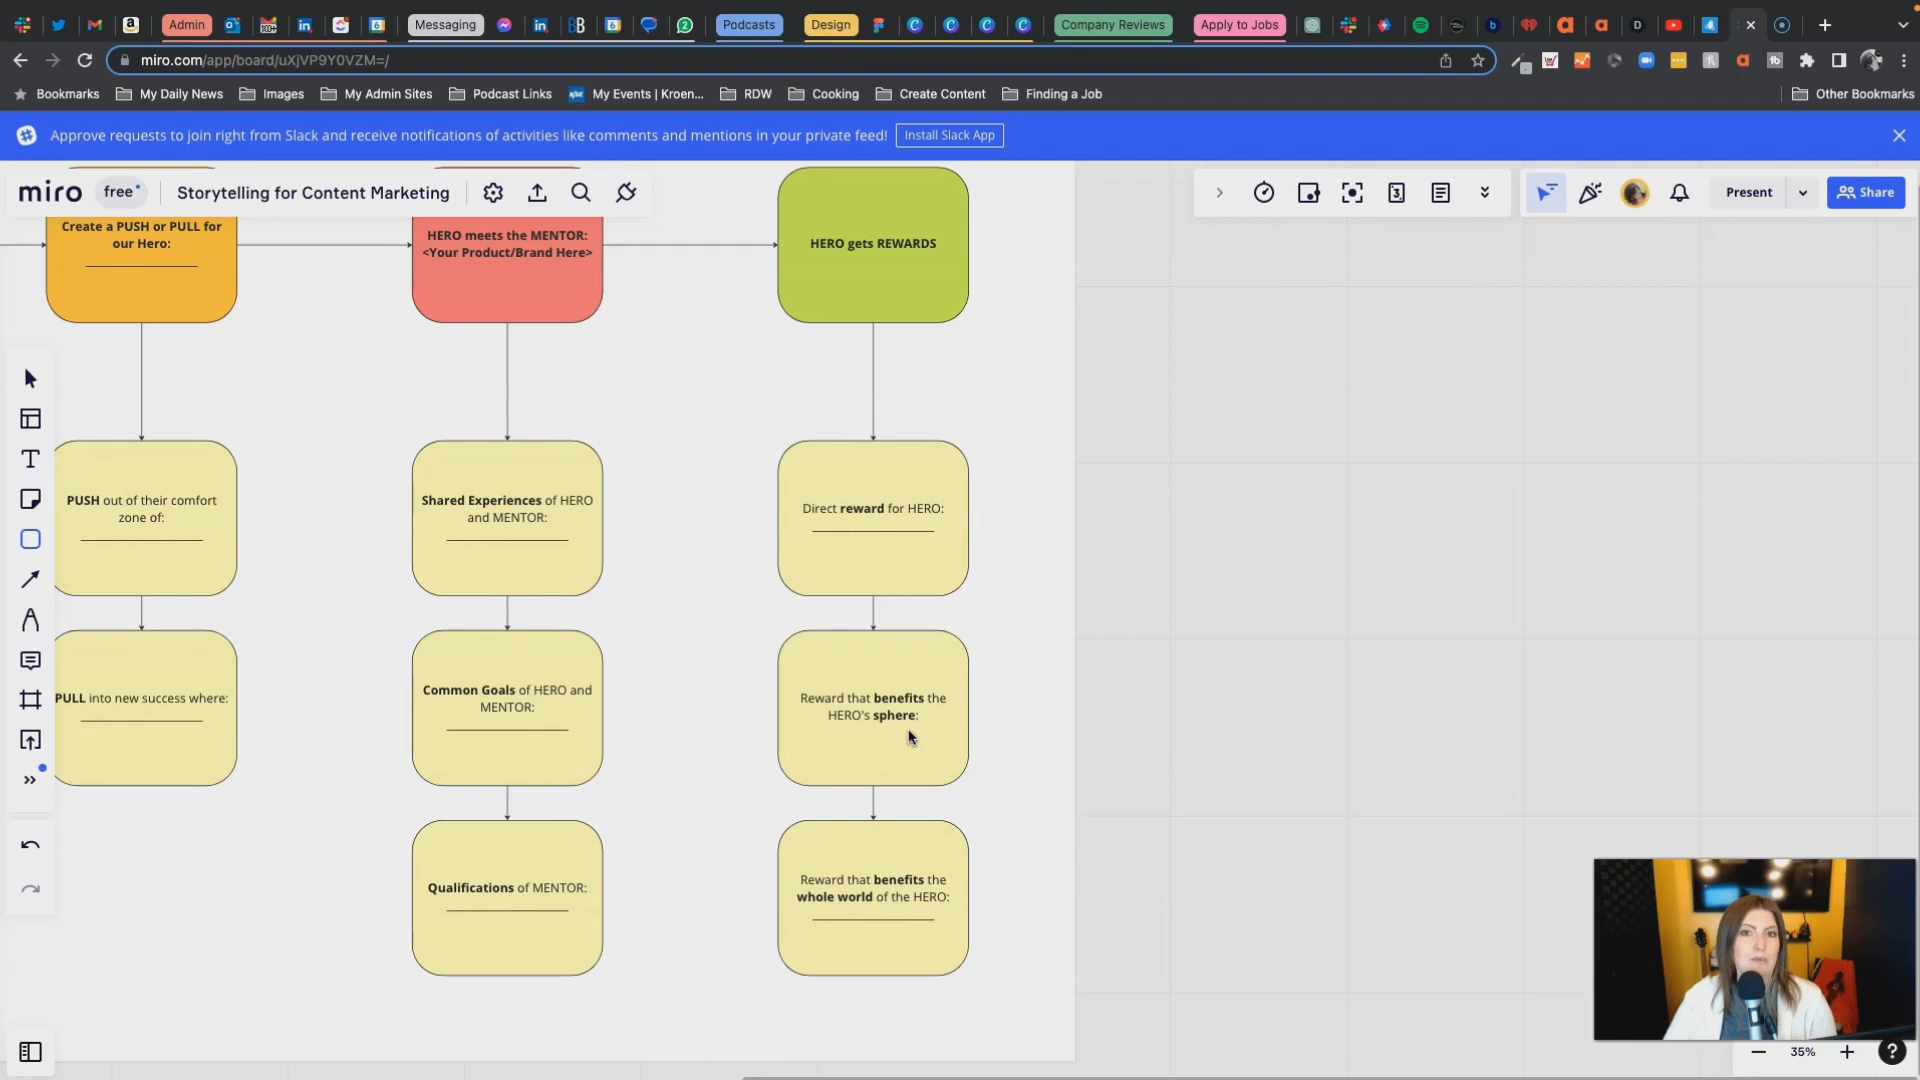 Admin
Messaging
Podcasts
Design
Company Reviews
Apply to Jobs
miro.com/app/board/uXjVP9Y0VZM=/
Bookmarks
My Daily News
Images
My Admin Sites
Podcast Links
My Events | Kroen...
RDW
Cooking
Create Content
Finding a Job
Other Bookmarks
Approve requests to join right from Slack and receive notifications of activities like comments and mentions in your private feed!
Install Slack App
miro
free
Storytelling for Content Marketing
Present
Share
Create a PUSH or PULL for
our Hero:
HERO meets the MENTOR:
<Your Product/Brand Here>
HERO gets REWARDS
PUSH out of their comfort
zone of:
Shared Experiences of HERO
and MENTOR:
Direct reward for HERO:
PULL into new success where:
Common Goals of HERO and
MENTOR:
Reward that benefits the
HERO's sphere:
Qualifications of MENTOR:
Reward that benefits the
whole world of the HERO:
35%